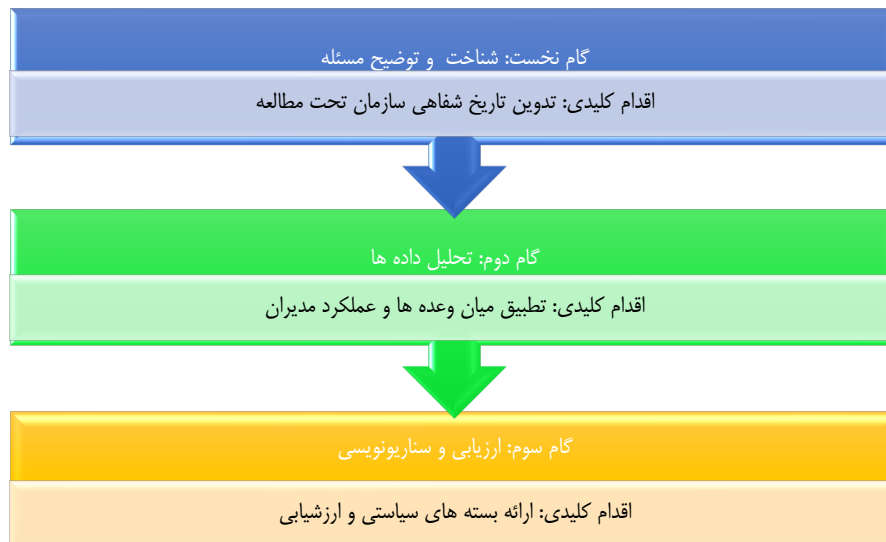 گام نخست: شناخت و توضیح مسئله
اقدام کلیدی: تدوین تاریخ شفاهی سازمان تحت مطالعه
گام دوم: تحلیل داده ها
اقدام کلیدی: تطبیق میان وعده ها و عملکرد مدیران
گام سوم: ارزیابی و سناریونویسی
اقدام کلیدی: ارائه بسته های سیاستی و ارزشیابی